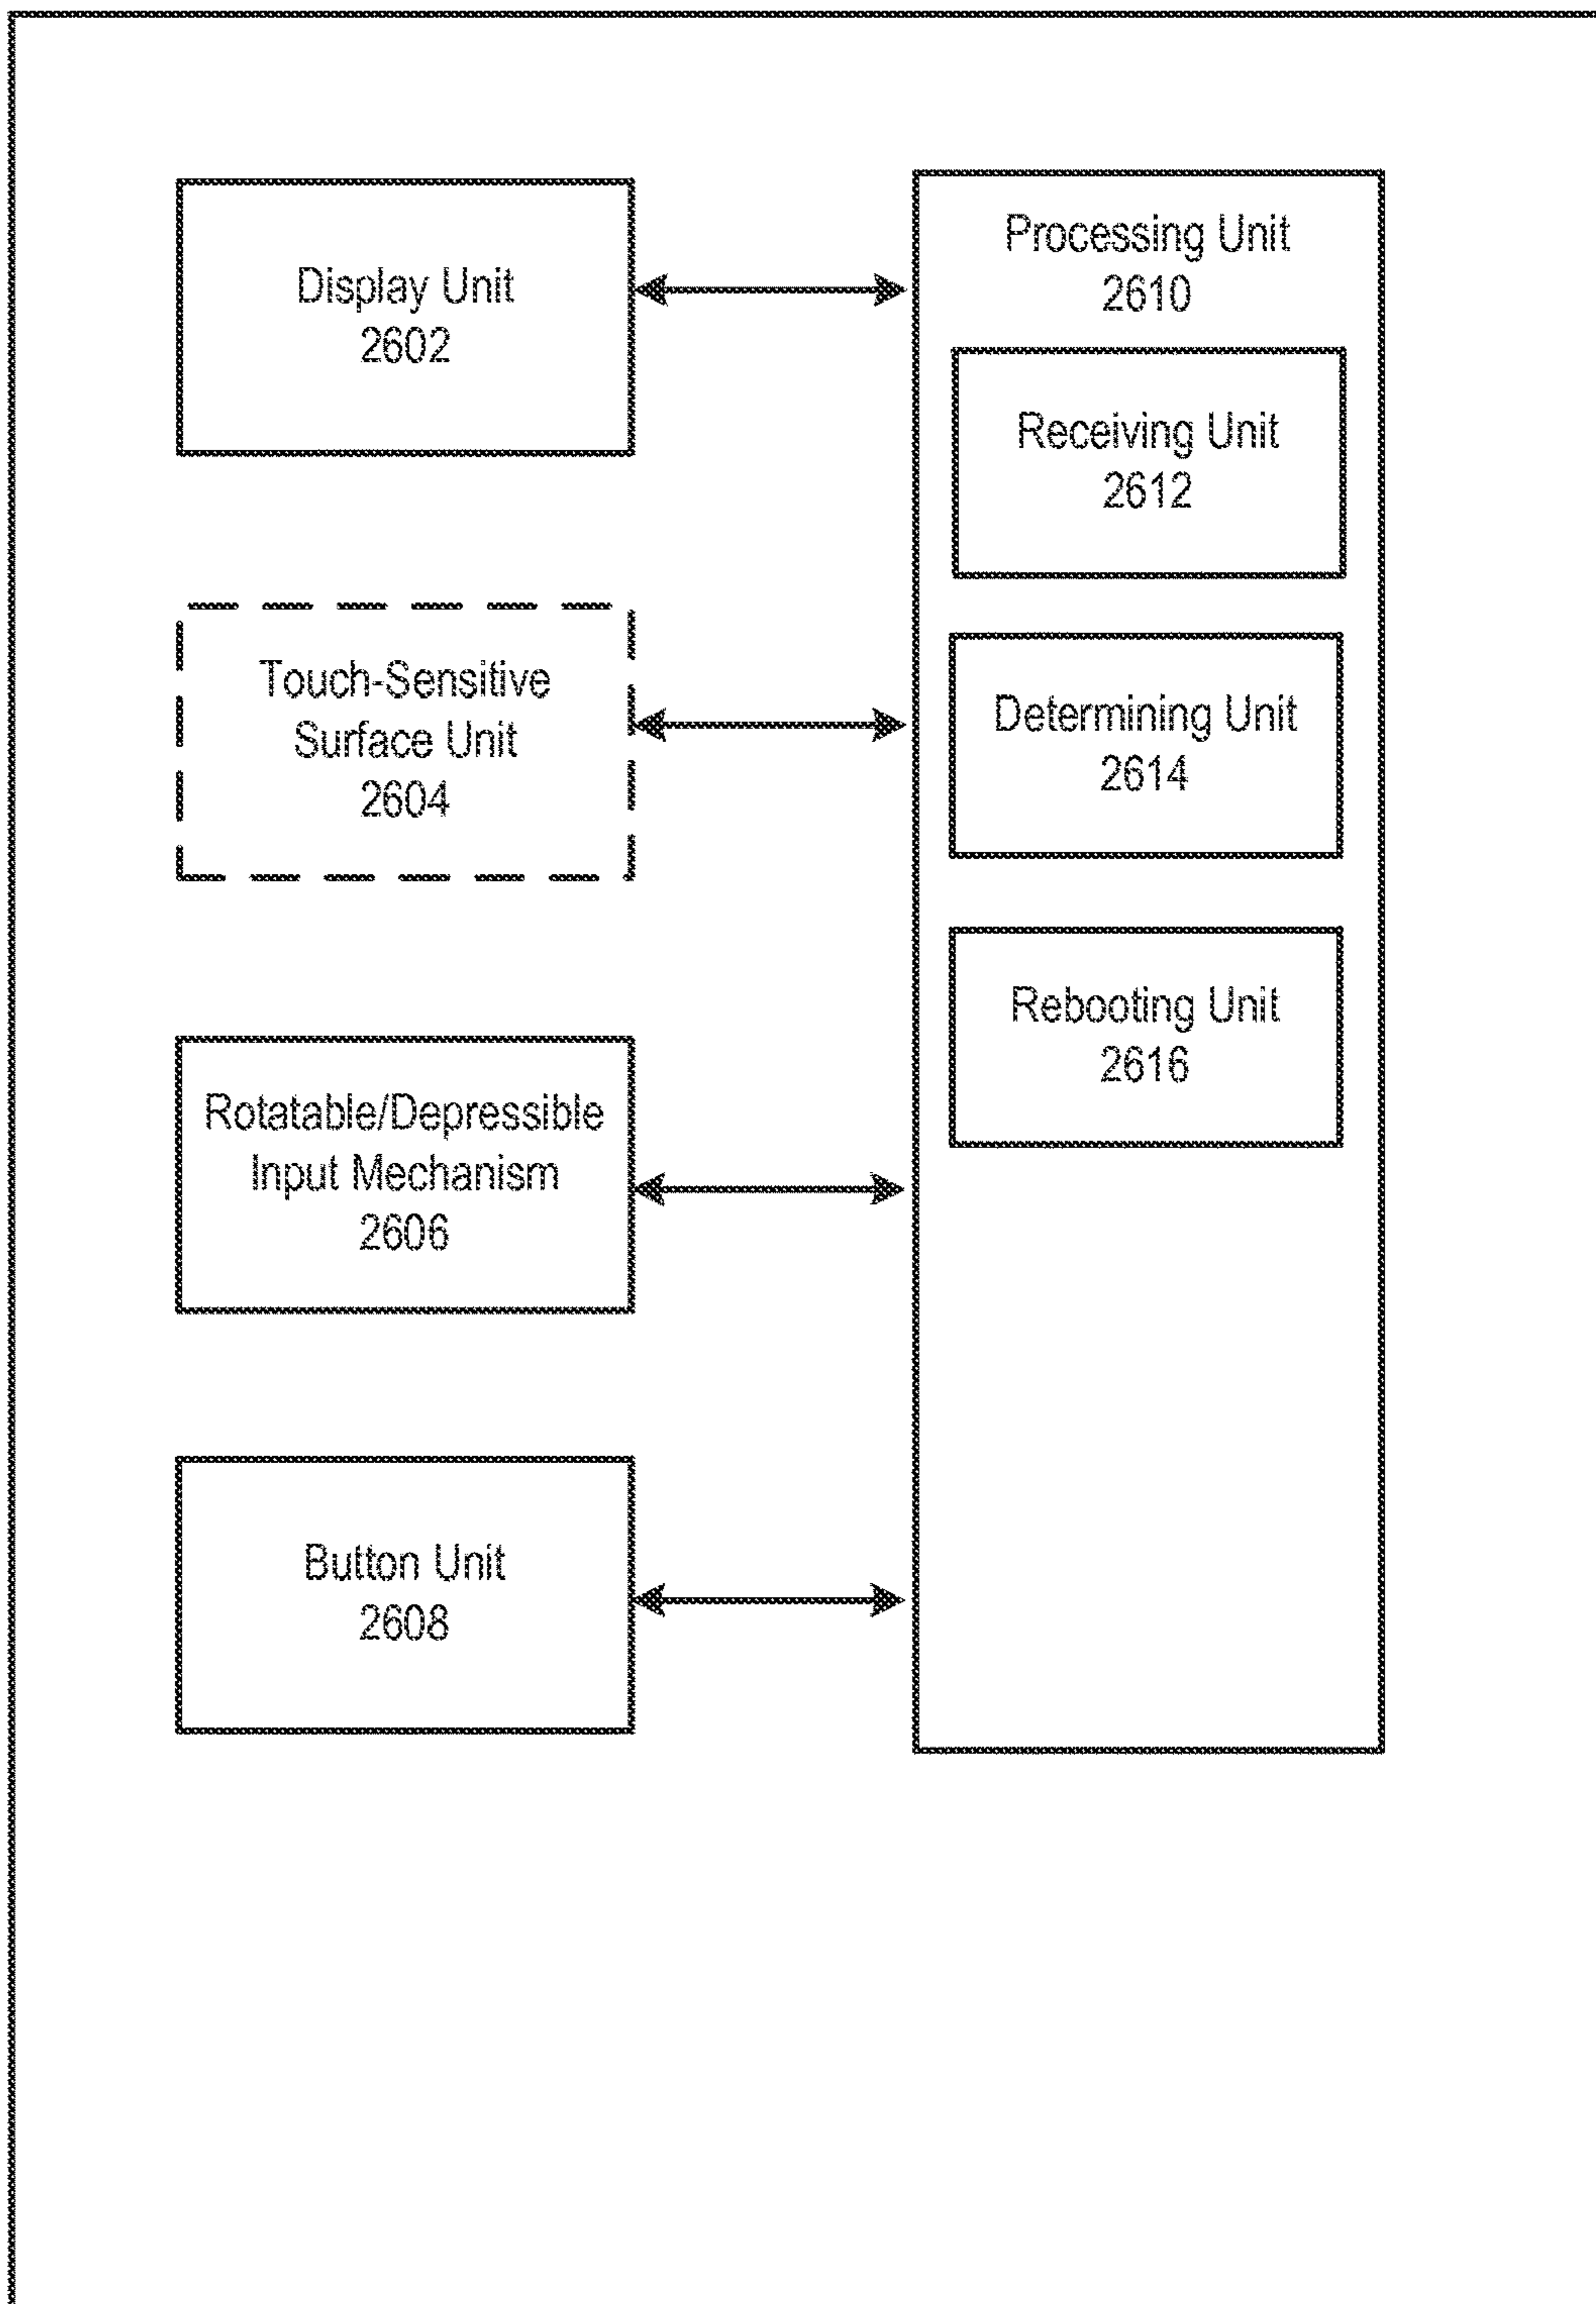 Display Unit
2602
Touch-Sensitive
Surface Unit
2604
Rotatable/Depressible
Input Mechanism
2606
Button Unit
2608
Processing Unit
2610
Receiving Unit
2612
Determining Unit
2614
Rebooting Unit
2616